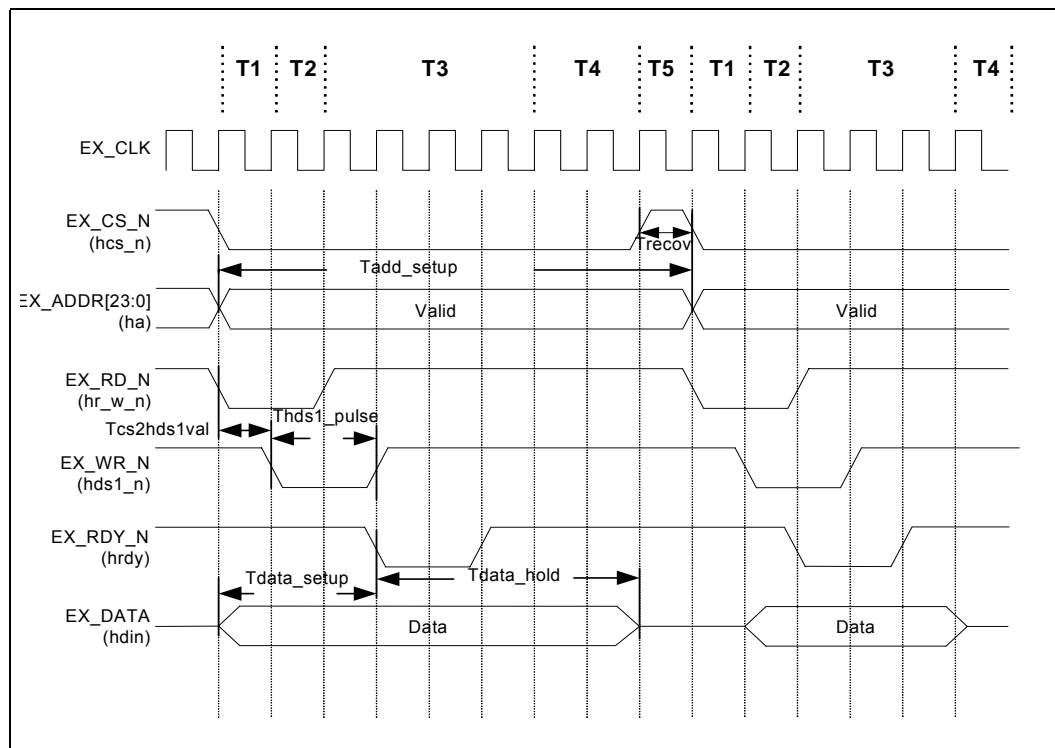 T1 T2 T3 T4 T5 T1 T2 T3 T4
EX_CLK
EX_CS_N
(hcs_n)
Trecov
Tadd_setup
EX_ADDR[23:0]
(ha)
Valid
Valid
EX_RD_N
(hr_w_n)
Tcs2hds1val
Thds1_pulse
EX_WR_N
(hds1_n)
EX_RDY_N
(hrdy)
Tdata_setup
Tdata_hold
EX_DATA
(hdin)
Data
Data